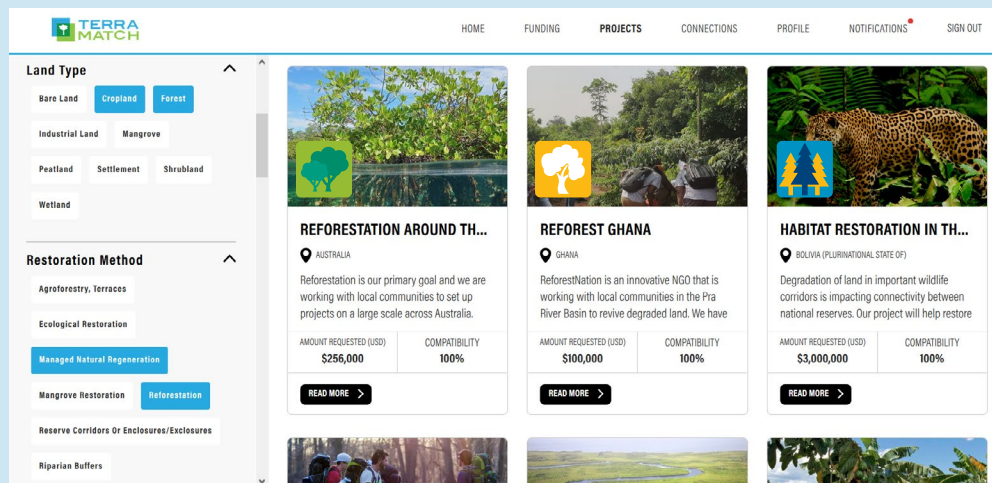 TERRA
MATCH
HOME FUNDING PROJECTS CONNECTIONS PROFILE NOTIFICATIONS SIGN OUT
Land Type
Bare Land Cropland Forest
Industrial Land Mangrove
Peatland Settlement Shrubland
Wetland
Restoration Method
Agroforestry, Terraces
Ecological Restoration
Managed Natural Regeneration
Mangrove Restoration Reforestation
Reserve Corridors Or Enclosures/Exclosures
Riparian Buffers
REFORESTATION AROUND TH...
AUSTRALIA
Reforestation is our primary goal and we are
working with local communities to set up
projects on a large scale across Australia.
AMOUNT REQUESTED (USD) COMPATIBILITY
$256,000 100%
READ MORE
REFOREST GHANA
GHANA
ReforestNation is an innovative NGO that is
working with local communities in the Pra
River Basin to revive degraded land. We have
AMOUNT REQUESTED (USD) COMPATIBILITY
$100,000 100%
READ MORE
HABITAT RESTORATION IN TH...
BOLIVIA (PLURINATIONAL STATE OF)
Degradation of land in important wildlife
corridors is impacting connectivity between
national reserves. Our project will help restore
AMOUNT REQUESTED (USD) COMPATIBILITY
$3,000,000 100%
READ MORE